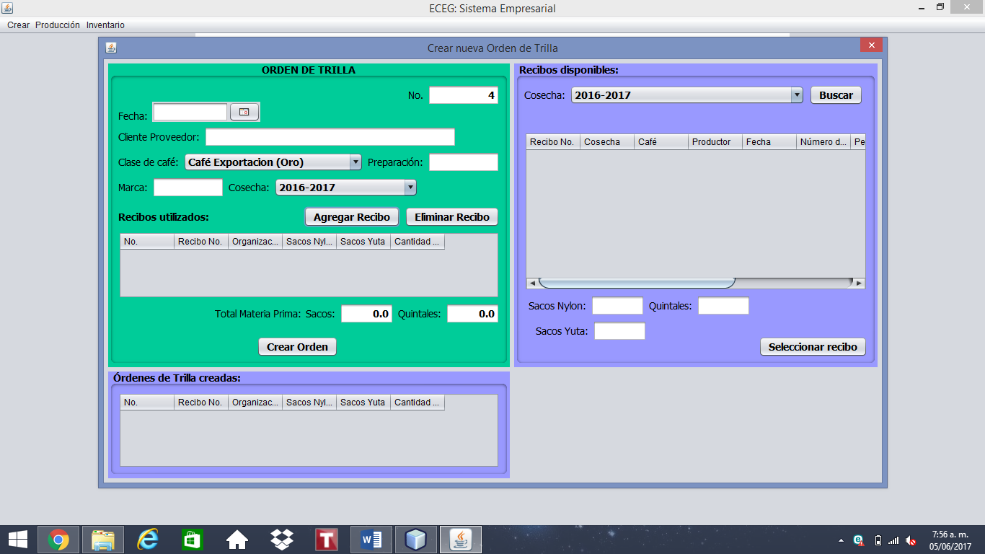 ECEG: Sistema Empresarial
Crear Producción Inventario
Crear nueva Orden de Trilla
ORDEN DE TRILLA
No. 4
Fecha:
Cliente Proveedor:
Clase de café: Café Exportacion (Oro) Preparación:
Marca: Cosecha: 2016-2017
Recibos utilizados: Agregar Recibo Eliminar Recibo
No. Recibo No. Organizac... Sacos Nyl... Sacos Yuta Cantidad ...
Total Materia Prima: Sacos: 0.0 Quintales: 0.0
Crear Orden
Órdenes de Trilla creadas:
No. Recibo No. Organizac... Sacos Nyl... Sacos Yuta Cantidad ...
Recibos disponibles:
Cosecha: 2016-2017 Buscar
Recibo No. Cosecha Café Productor Fecha Número d... Pe
Sacos Nylon: Quintales:
Sacos Yuta:
Seleccionar recibo
7:56 a. m.
05/06/2017